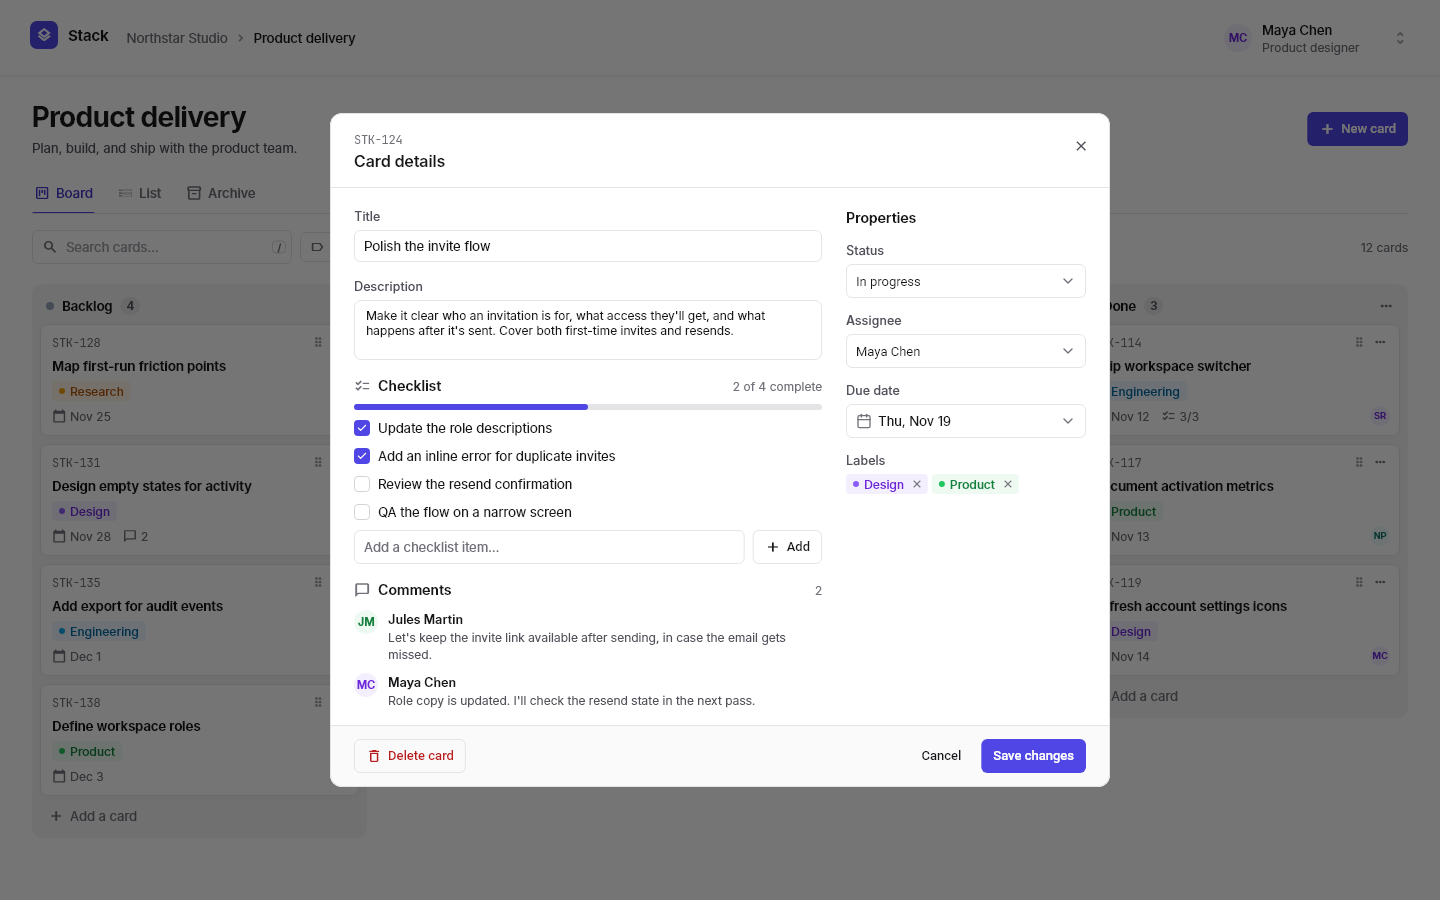 Stack
Northstar Studio
Product delivery
MC
Maya Chen
Product designer
Product delivery
Plan, build, and ship with the product team.
New card
Board
List
Archive
Search cards...
/
12 cards
Backlog
4
STK-128
Map first-run friction points
Research
Nov 25
STK-131
Design empty states for activity
Design
Nov 28
2
STK-135
Add export for audit events
Engineering
Dec 1
STK-138
Define workspace roles
Product
Dec 3
Add a card
STK-124
Card details
Title
Polish the invite flow
Description
Make it clear who an invitation is for, what access they'll get, and what
happens after it's sent. Cover both first-time invites and resends.
Checklist
2 of 4 complete
Update the role descriptions
Add an inline error for duplicate invites
Review the resend confirmation
QA the flow on a narrow screen
Add a checklist item...
Add
Comments
2
JM
Jules Martin
Let's keep the invite link available after sending, in case the email gets
missed.
MC
Maya Chen
Role copy is updated. I'll check the resend state in the next pass.
Properties
Status
In progress
Assignee
Maya Chen
Due date
Thu, Nov 19
Labels
Design
Product
Delete card
Cancel
Save changes
Done
3
-114
workspace switcher
Engineering
Nov 12
3/3
SR
-117
activation metrics
Product
Nov 13
NP
-119
account settings icons
Design
Nov 14
MC
Add a card